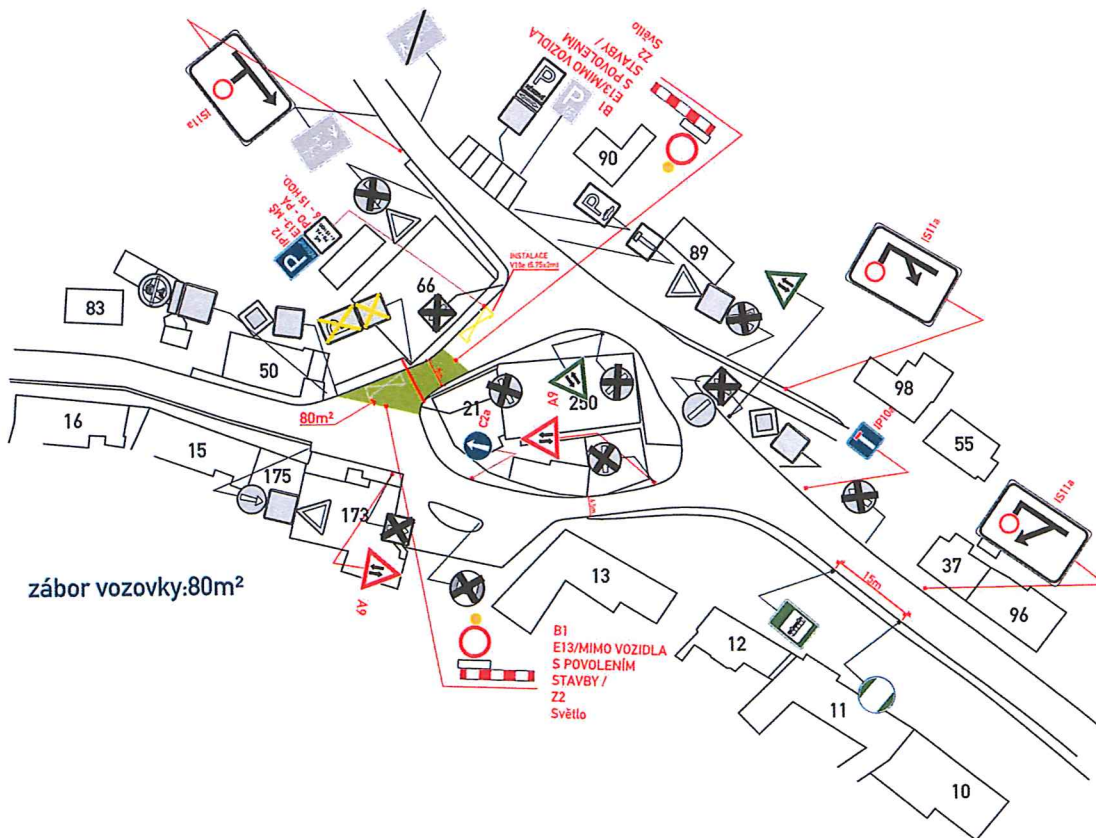 IS11a
B1
E13/MIMO VOZIDLA
S POVOLENÍM
STAVBY /
Z2
Světlo
90
IP12
E13- MŠ
PO - PÁ
6 - 15 HOD.
P
P
P
P
INSTALACE
89
IS11a
83
66
50
98
80m²
21
C2a
A9
250
IP10a
55
16
15
175
173
A9
4,5m
IS11a
37
96
15m
13
12
11
10
zábor vozovky:80m²
B1
E13/MIMO VOZIDLA
S POVOLENÍM
STAVBY /
Z2
Světlo